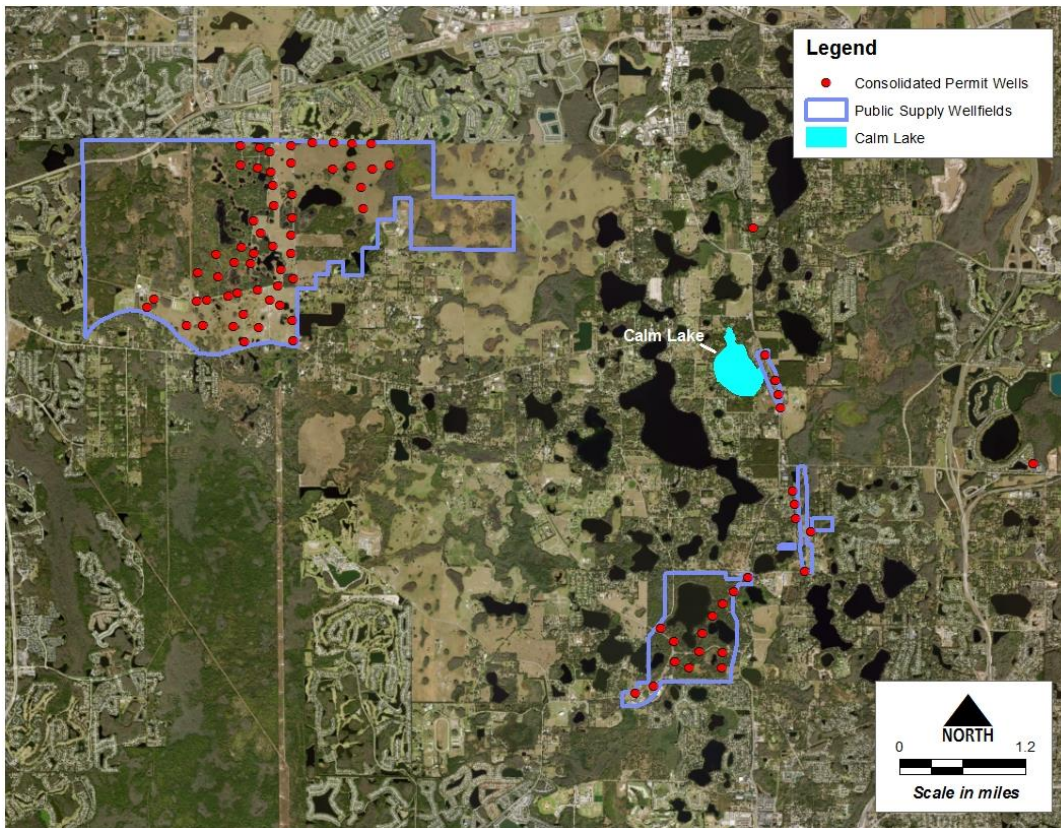 Legend
Consolidated Permit Wells
Public Supply Wellfields
Calm Lake
Calm Lake
NORTH
0 1.2
Scale in miles